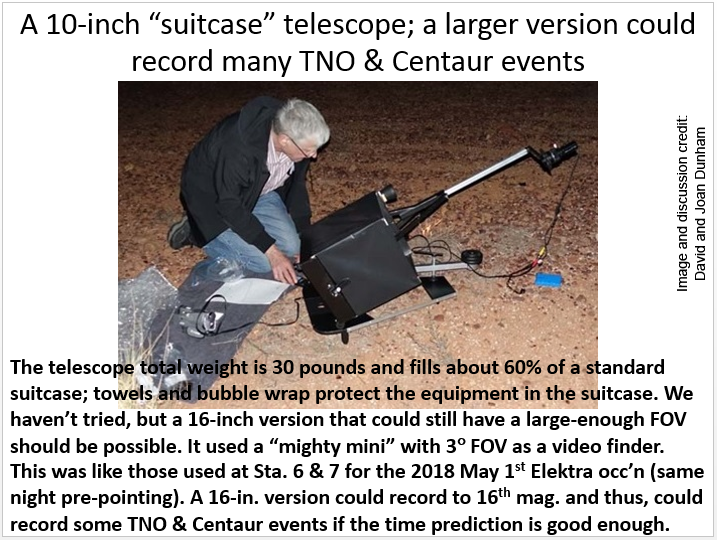 A 10-inch “suitcase” telescope; a larger version could
record many TNO & Centaur events
Image and discussion credit:
David and Joan Dunham
The telescope total weight is 30 pounds and fills about 60% of a standard
suitcase; towels and bubble wrap protect the equipment in the suitcase. We
haven’t tried, but a 16-inch version that could still have a large-enough FOV
should be possible. It used a “mighty mini” with 3º FOV as a video finder.
This was like those used at Sta. 6 & 7 for the 2018 May 1st Elektra occ’n (same
night pre-pointing). A 16-in. version could record to 16th mag. and thus, could
record some TNO & Centaur events if the time prediction is good enough.